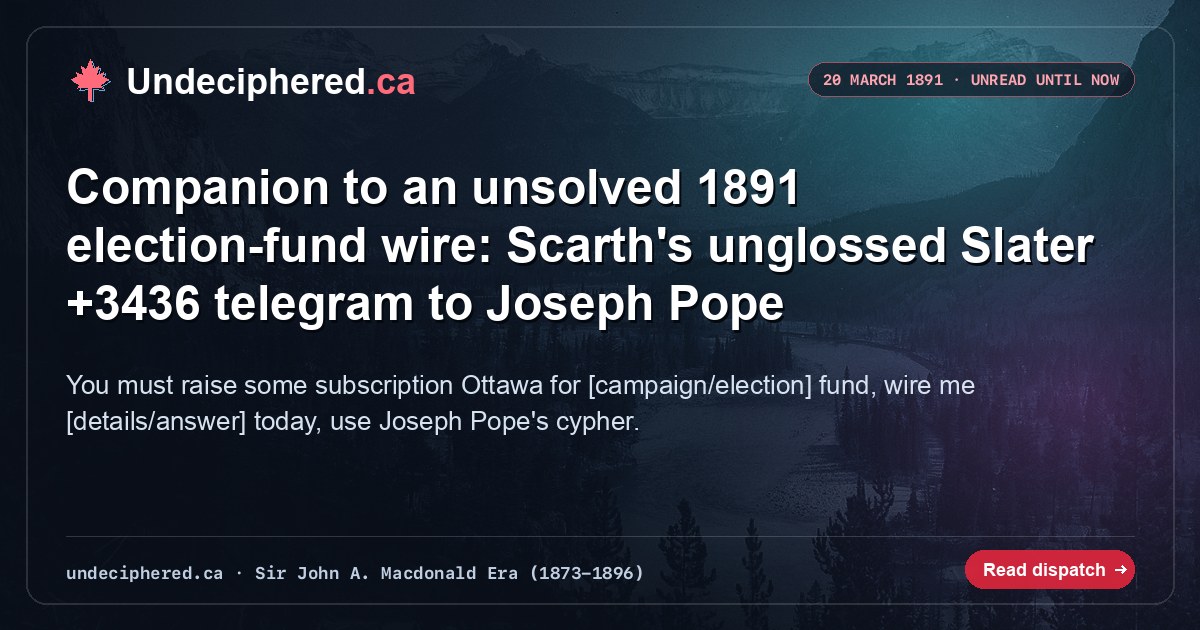 Undeciphered.ca
20 MARCH 1891 · UNREAD UNTIL NOW
Companion to an unsolved 1891
election-fund wire: Scarth's unglossed Slater
+3436 telegram to Joseph Pope
You must raise some subscription Ottawa for [campaign/election] fund, wire me
[details/answer] today, use Joseph Pope's cypher.
undeciphered.ca · Sir John A. Macdonald Era (1873–1896)
Read dispatch →